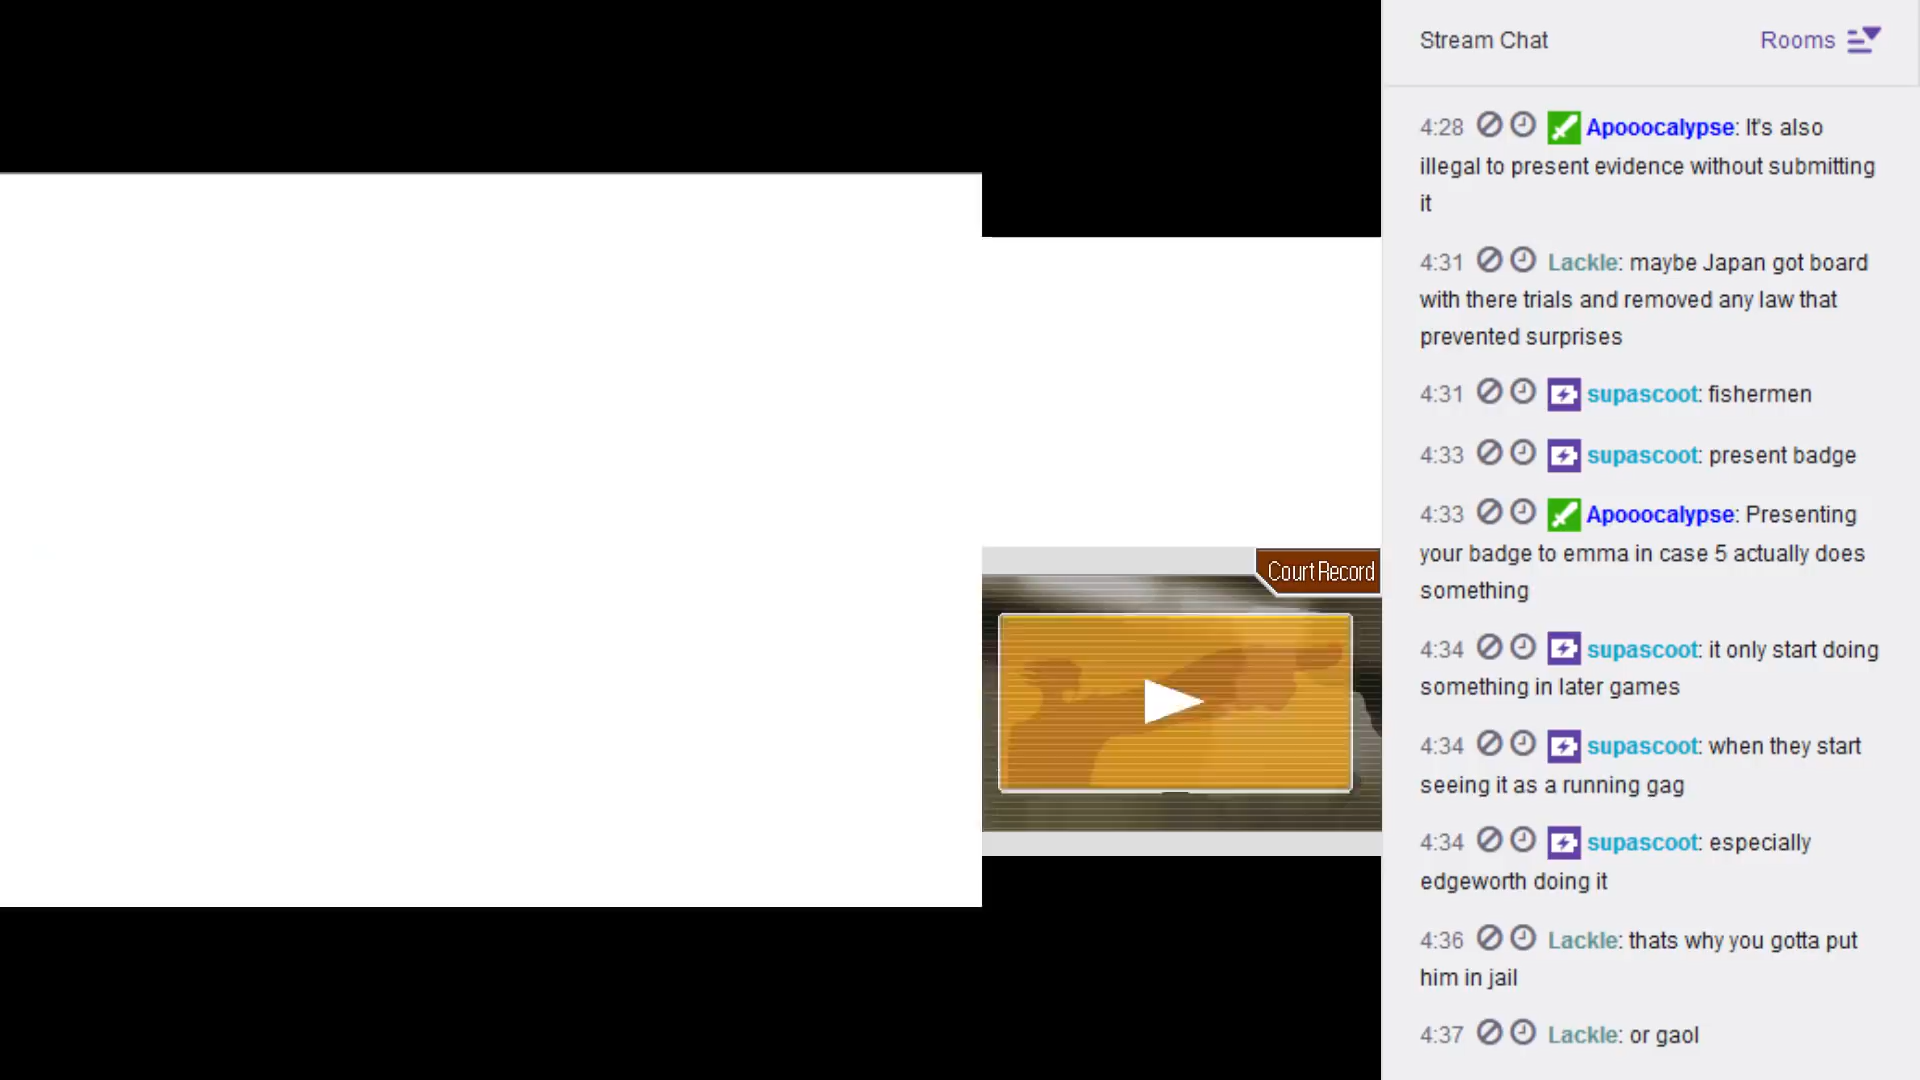 Stream Chat
Rooms
4:28 Apooocalypse: It's also
illegal to present evidence without submitting
it
4:31 Lackle: maybe Japan got board
with there trials and removed any law that
prevented surprises
4:31 supascoot: fishermen
4:33 supascoot: present badge
4:33 Apooocalypse: Presenting
your badge to emma in case 5 actually does
something
4:34 supascoot: it only start doing
something in later games
4:34 supascoot: when they start
seeing it as a running gag
4:34 supascoot: especially
edgeworth doing it
4:36 Lackle: thats why you gotta put
him in jail
4:37 Lackle: or gaol
Court Record